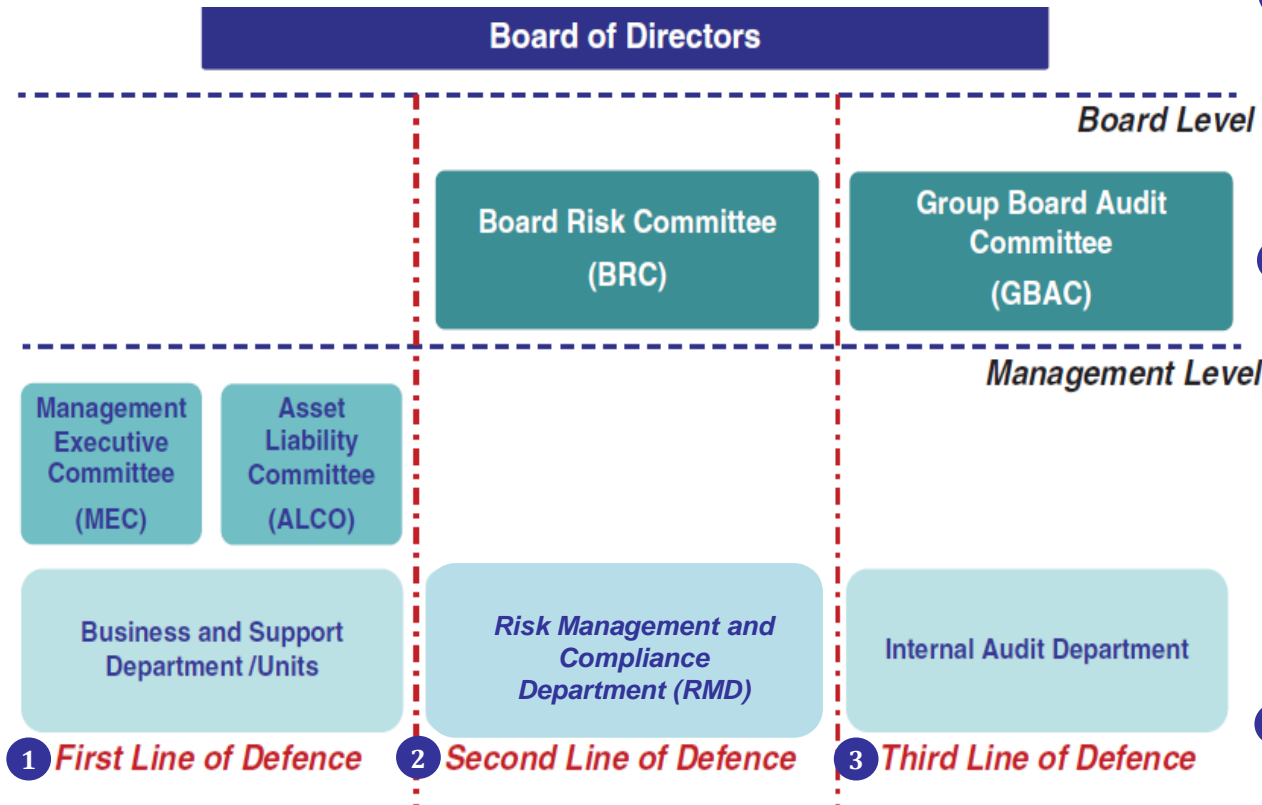 Board of Directors
Board Level
Board Risk Committee
(BRC)
Group Board Audit
Committee
(GBAC)
Management Level
Management
Executive
Committee
(MEC)
Asset
Liability
Committee
(ALCO)
Business and Support
Department /Units
Risk Management and
Compliance
Department (RMD)
Internal Audit Department
1 First Line of Defence
2 Second Line of Defence
3 Third Line of Defence